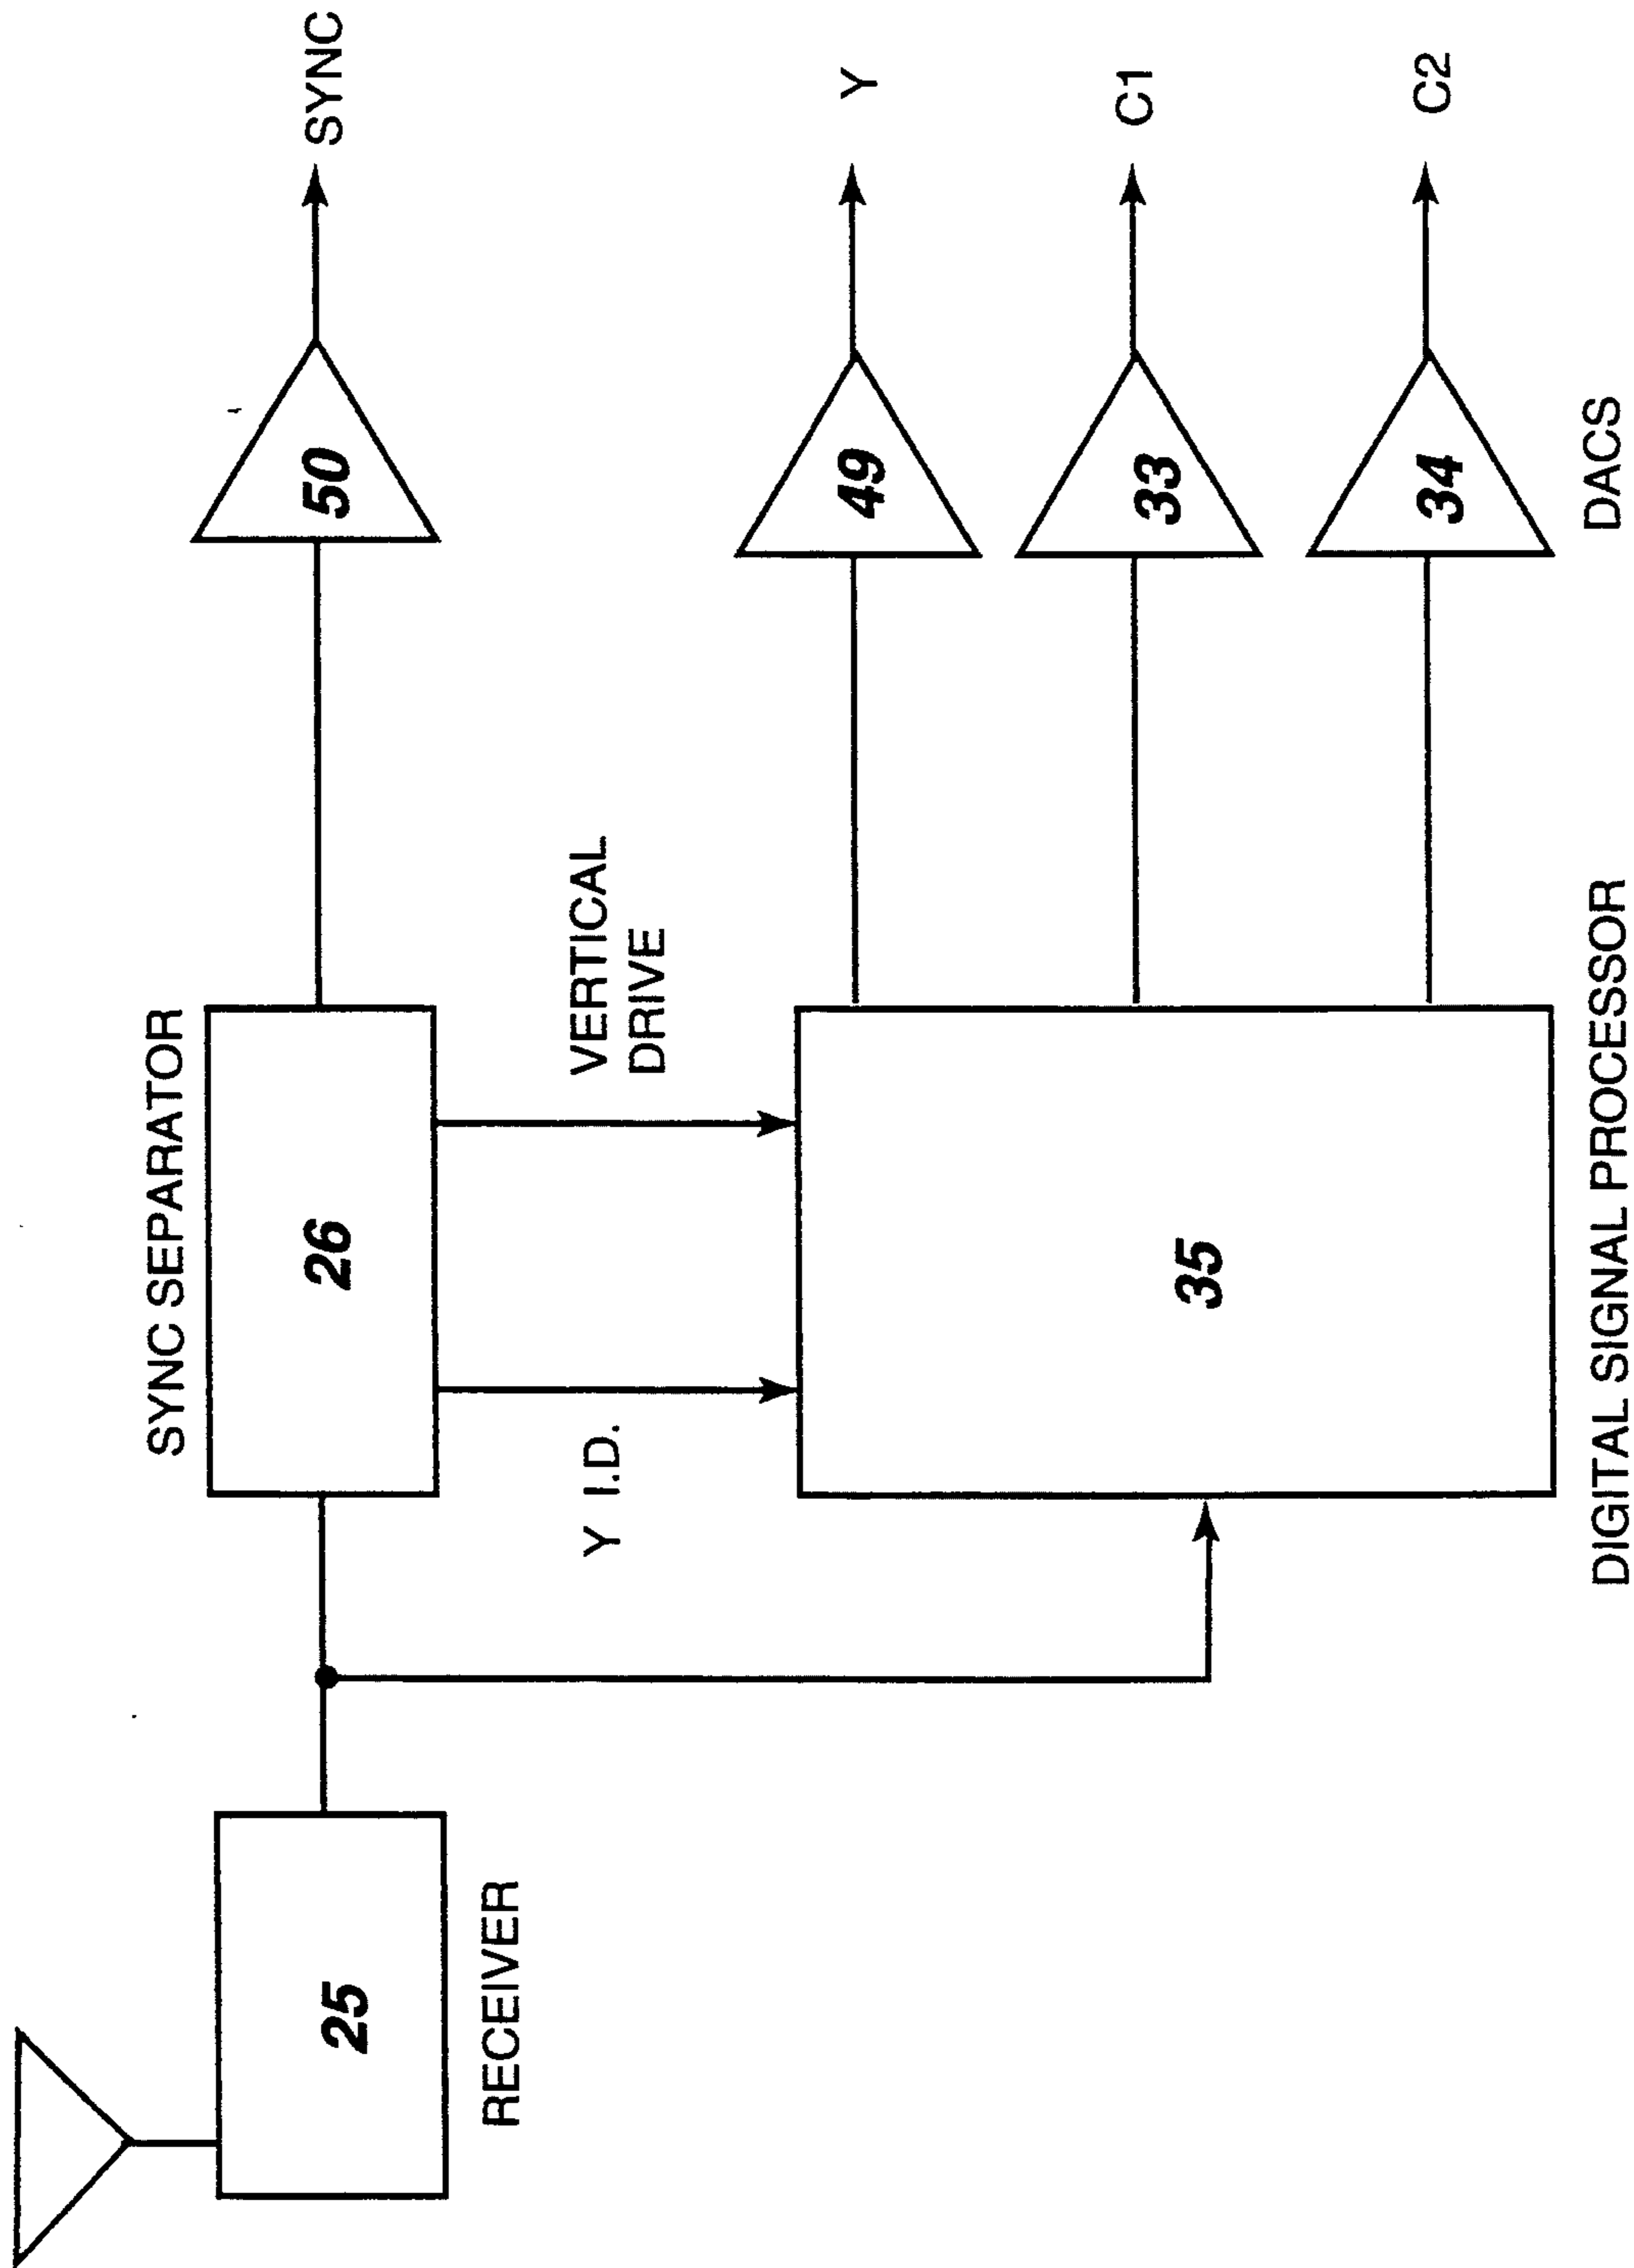 SYNC SEPARATOR
26
50
SYNC
25
RECEIVER
Y I.D.
VERTICAL
DRIVE
49
Y
35
33
C1
34
C2
DIGITAL SIGNAL PROCESSOR
DACS